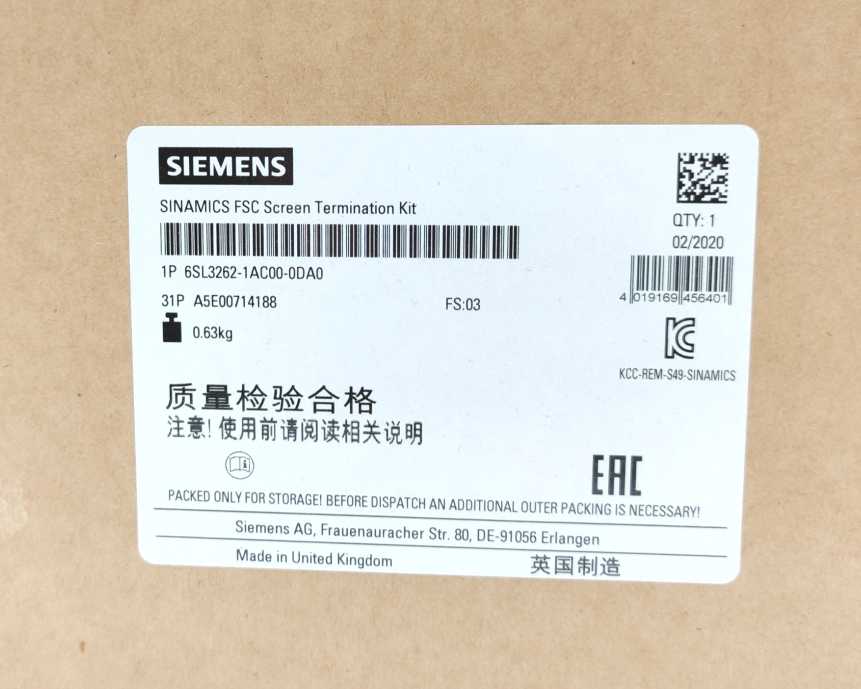 SIEMENS
SINAMICS FSC Screen Termination Kit
QTY: 1
02/2020
1P 6SL3262-1AC00-0DA0
31P A5E00714188
FS:03
4 019169 456401
0.63kg
KC
KCC-REM-S49-SINAMICS
质量检验合格
注意!使用前请阅读相关说明
i
EAC
PACKED ONLY FOR STORAGE! BEFORE DISPATCH AN ADDITIONAL OUTER PACKING IS NECESSARY!
Siemens AG, Frauenauracher Str. 80, DE-91056 Erlangen
Made in United Kingdom
英国制造